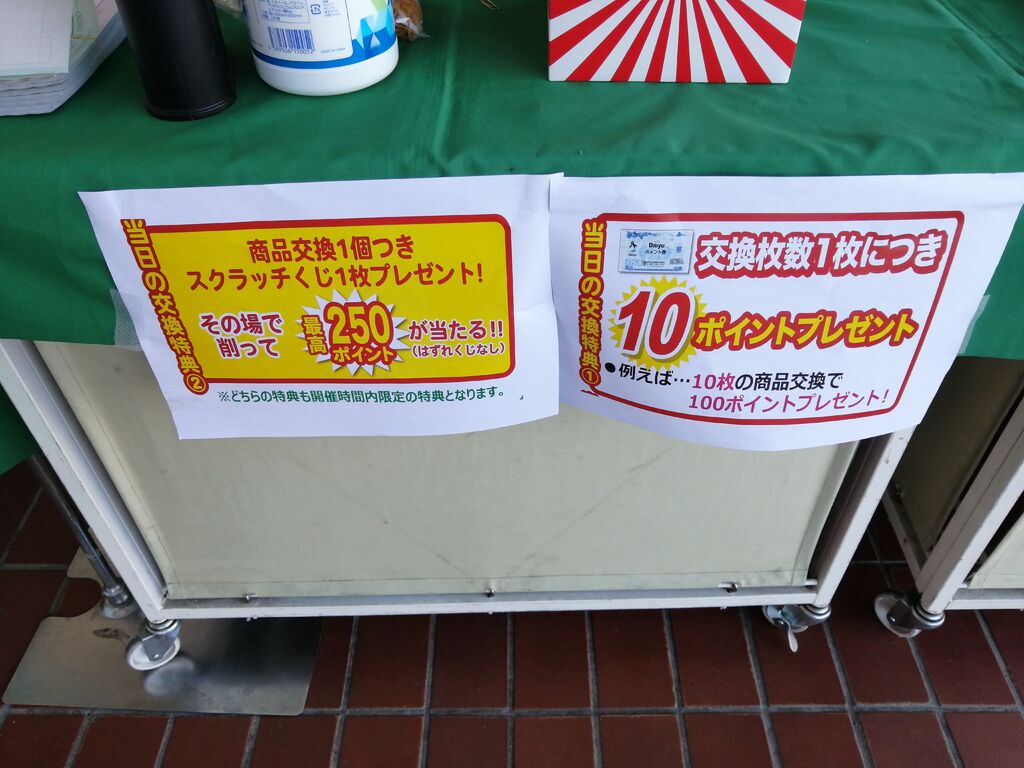 当日の交換特典②
商品交換1個つき
スクラッチくじ1枚プレゼント!
その場で
削って
最高
250
ポイント
が当たる!!
(はずれくじなし)
※どちらの特典も開催時間内限定の特典となります。
当日の交換特典①
Daiyu
ポイント券
交換枚数1枚につき
10ポイントプレゼント
●例えば…10枚の商品交換で
100ポイントプレゼント!